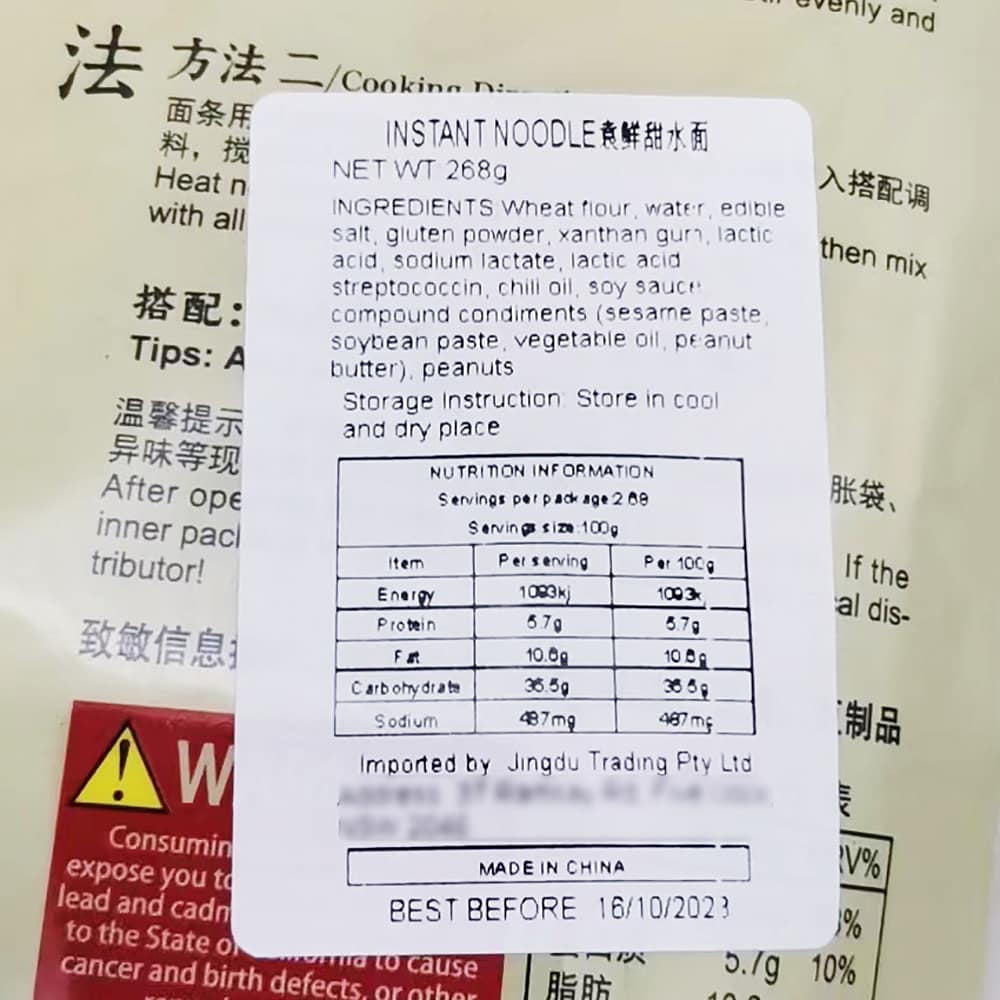 evenly and
法 方法 二/Cooking
面条用
料，搅
Heat
with all
入搭配调
then mix
搭配：
Tips:
温馨提示
异味等现
After ope
inner pac
tributor!
致敏信息
胀袋、
If the
al dis-
制品
表
V%
%
5.7g 10%
脂肪
W
Consumin
expose you to
lead and cadm
to the State of
to cause
cancer and birth defects, or other
INSTANT NOODLE袁鲜甜水面
NET WT 268g
INGREDIENTS Wheat flour, water, edible
salt, gluten powder, xanthan gum, lactic
acid, sodium lactate, lactic acid
streptococcin, chili oil, soy sauce,
compound condiments (sesame paste,
soybean paste, vegetable oil, peanut
butter), peanuts
Storage Instruction: Store in cool
and dry place
NUTRITION INFORMATION
Servings per package:2.68
Servings size:100g
Item Per serving Per 100g
Energy 1093kj 1093k
Protein 5.7g 5.7g
Fat 10.8g 10.8g
Carbohydrate 36.5g 36.5g
Sodium 487mg 487mg
Imported by Jingdu Trading Pty Ltd
MADE IN CHINA
BEST BEFORE 16/10/2023